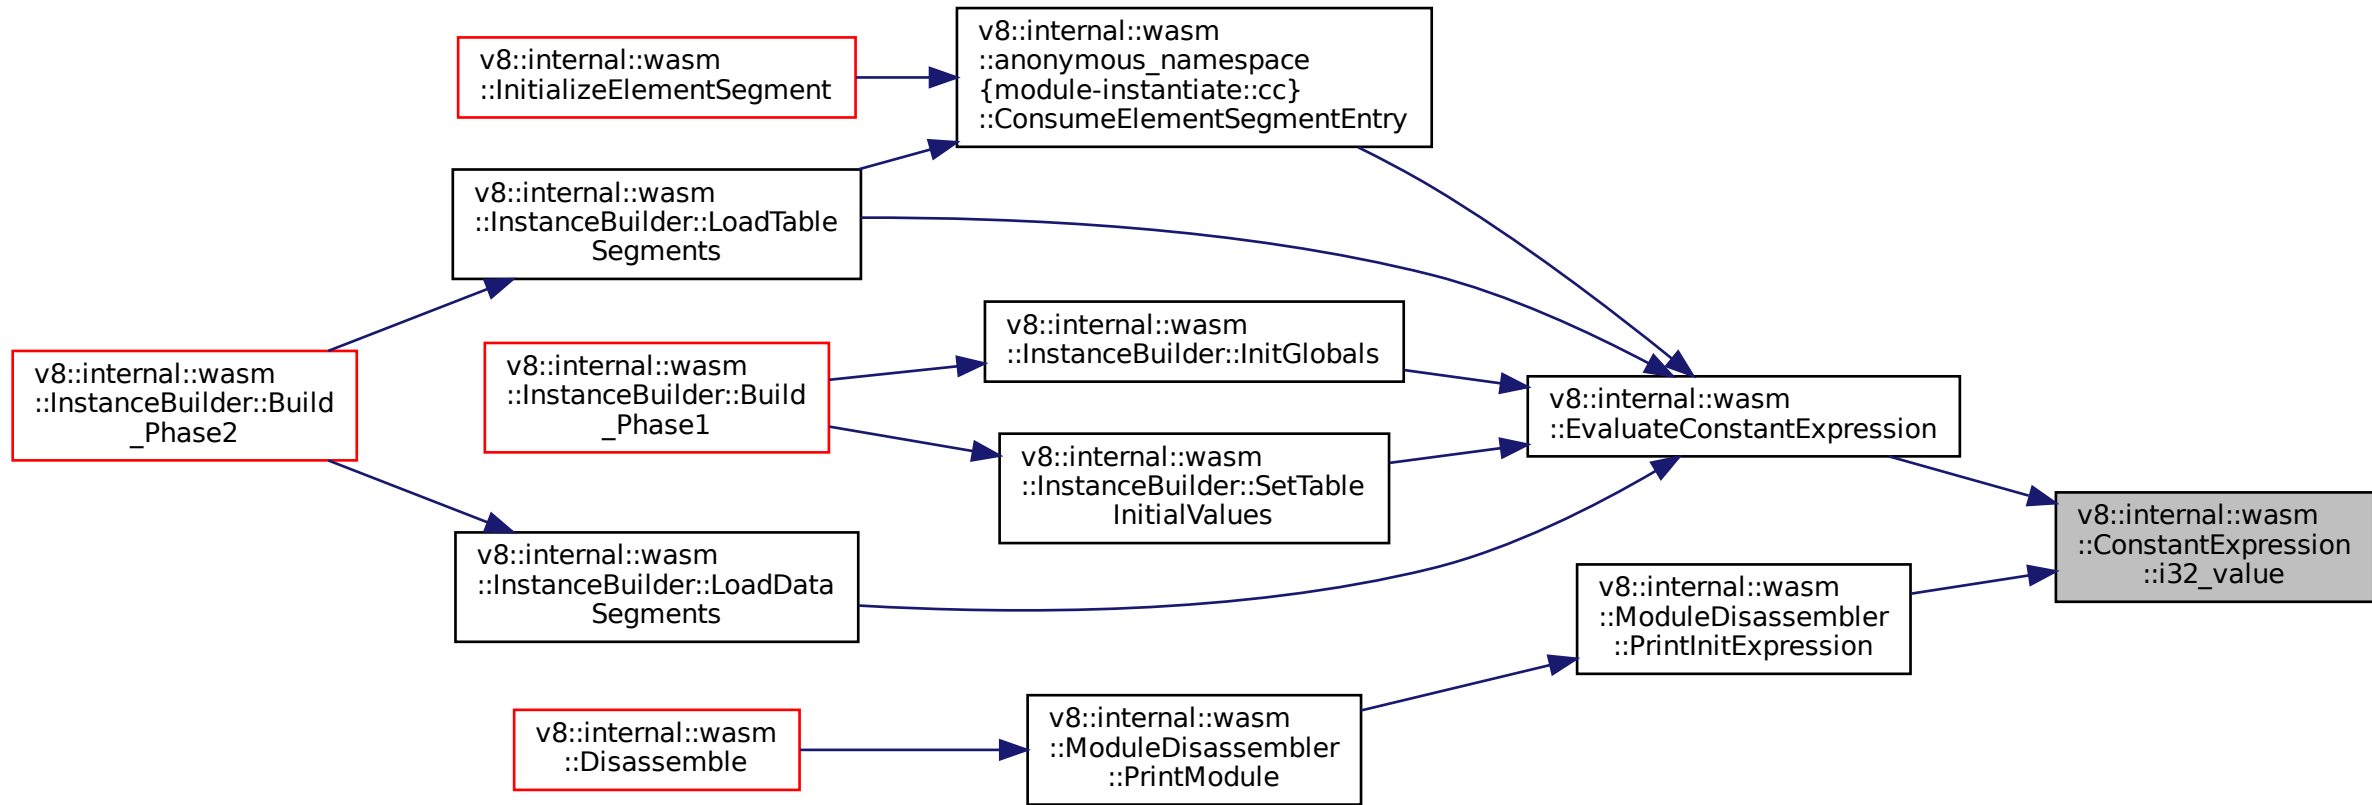 v8::internal::wasm
::InitializeElementSegment
v8::internal::wasm
::anonymous_namespace
{module-instantiate::cc}
::ConsumeElementSegmentEntry
v8::internal::wasm
::InstanceBuilder::LoadTable
Segments
v8::internal::wasm
::InstanceBuilder::Build
_Phase2
v8::internal::wasm
::InstanceBuilder::Build
_Phase1
v8::internal::wasm
::InstanceBuilder::InitGlobals
v8::internal::wasm
::EvaluateConstantExpression
v8::internal::wasm
::InstanceBuilder::SetTable
InitialValues
v8::internal::wasm
::ConstantExpression
::i32_value
v8::internal::wasm
::InstanceBuilder::LoadData
Segments
v8::internal::wasm
::ModuleDisassembler
::PrintInitExpression
v8::internal::wasm
::Disassemble
v8::internal::wasm
::ModuleDisassembler
::PrintModule